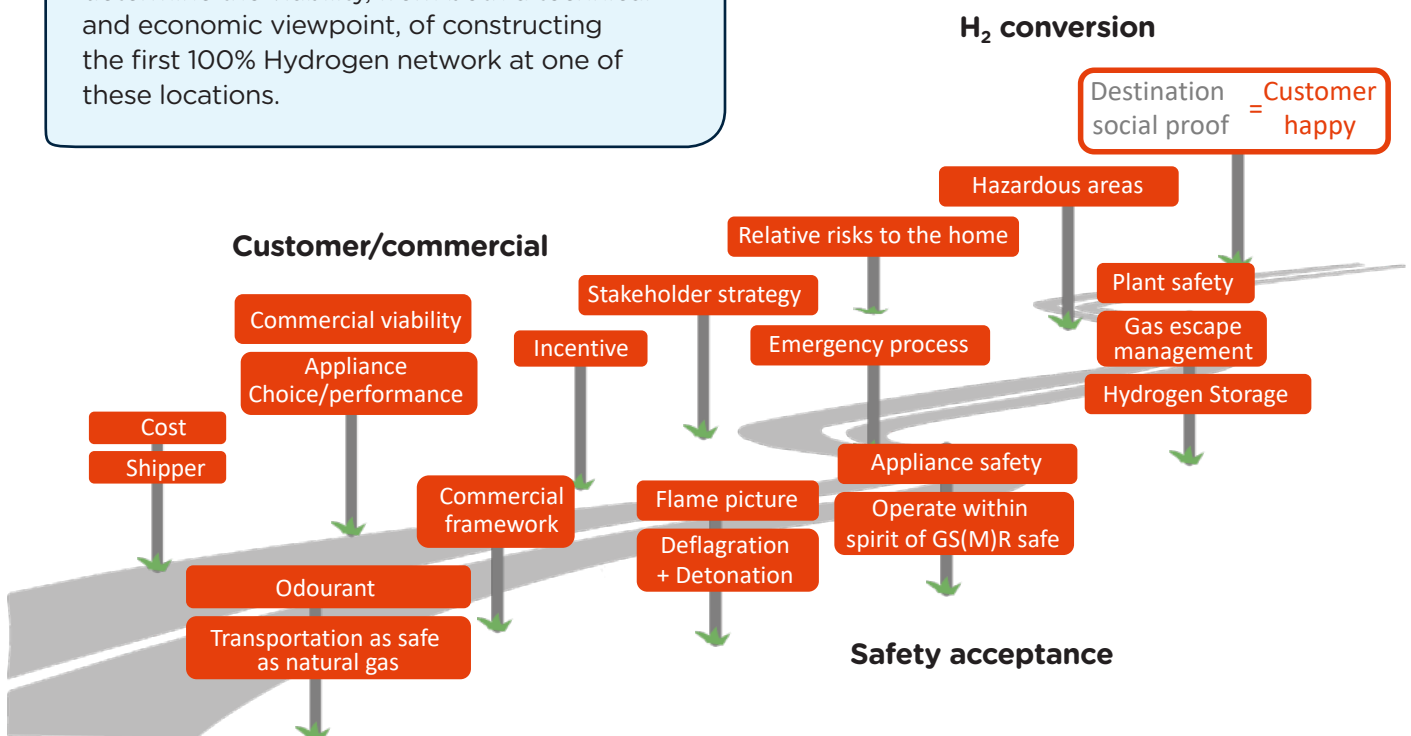 and economic viewpoint, of constructing
the first 100% Hydrogen network at one of
these locations.
H₂ conversion
Destination
social proof
=Customer
happy
Hazardous areas
Relative risks to the home
Customer/commercial
Stakeholder strategy
Plant safety
Commercial viability
Incentive
Emergency process
Gas escape
management
Appliance
Choice/performance
Hydrogen Storage
Cost
Shipper
Appliance safety
Commercial
framework
Flame picture
Operate within
spirit of GS(M)R safe
Deflagration
+ Detonation
Odourant
Transportation as safe
as natural gas
Safety acceptance